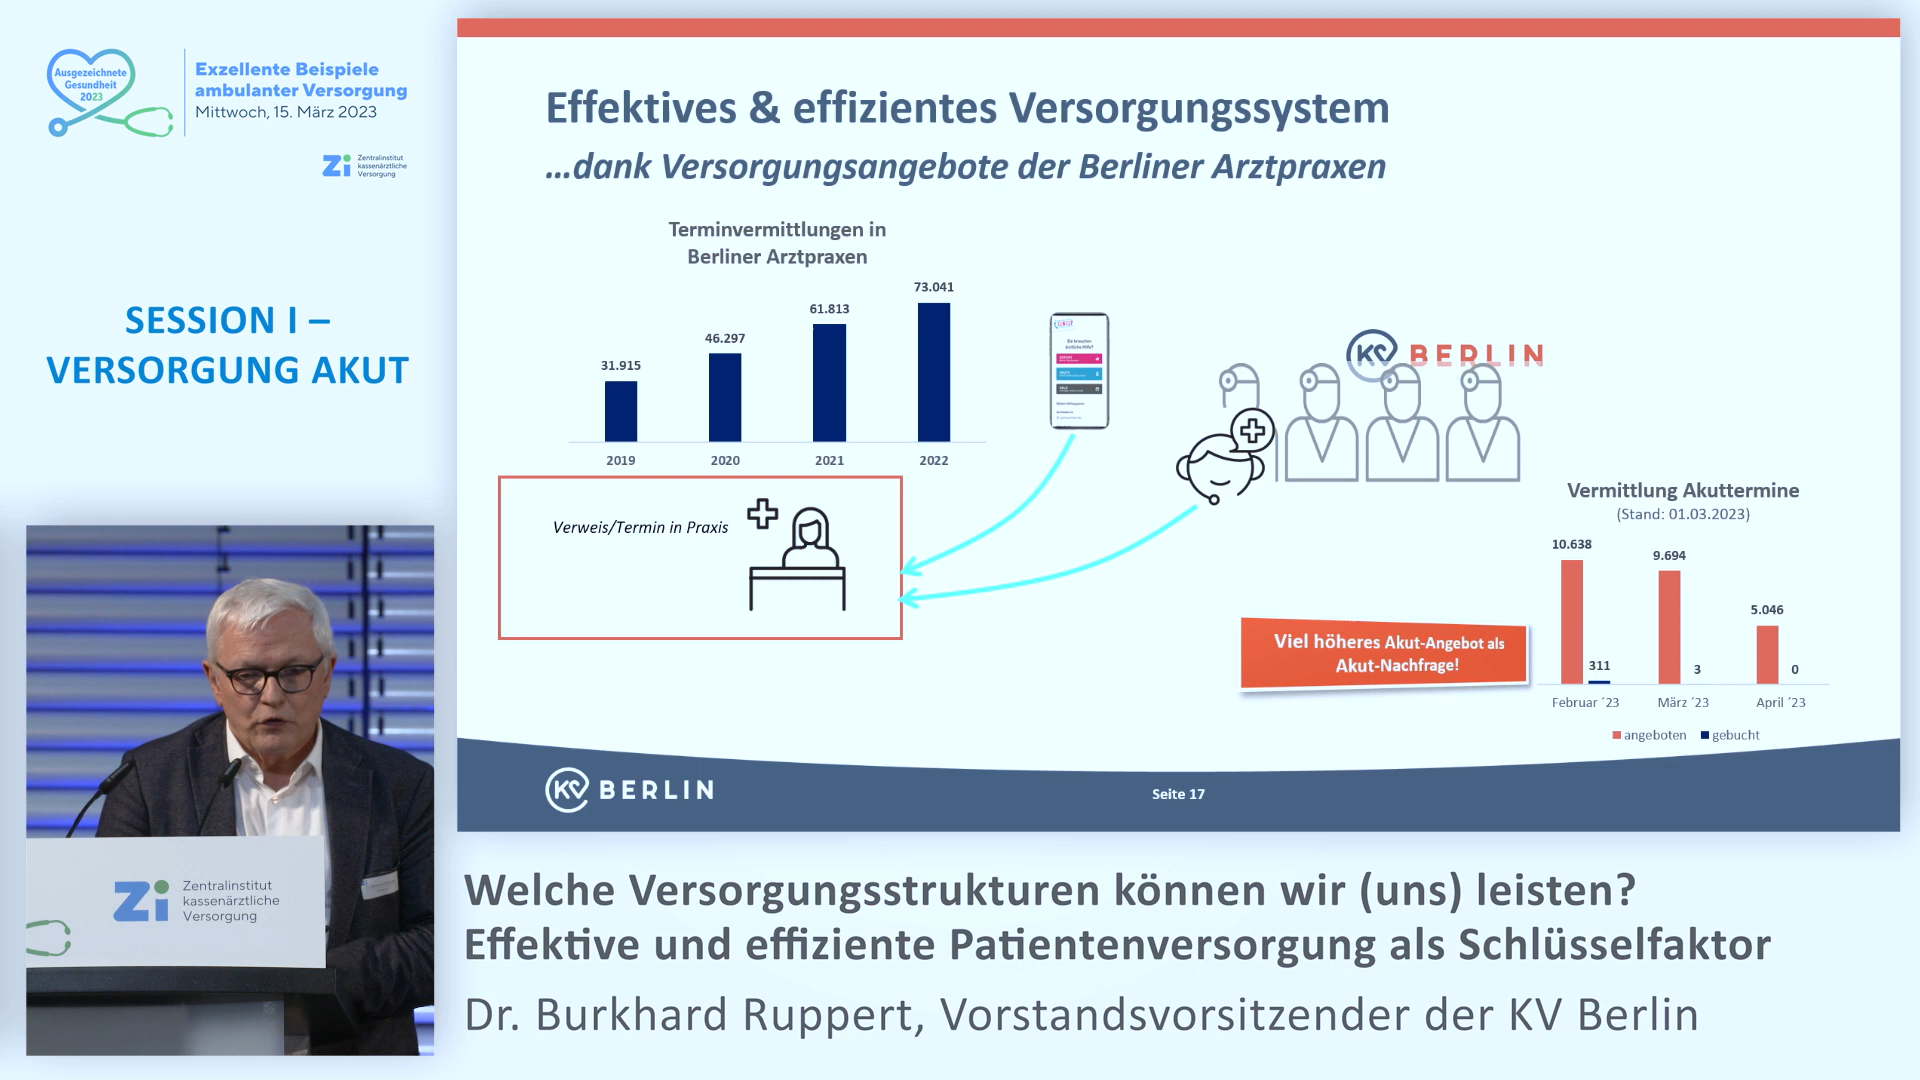 Ausgezeichnete
Gesundheit
2023
Exzellente Beispiele
ambulanter Versorgung
Mittwoch, 15. März 2023
Zi Zentralinstitut
kassenärztliche
Versorgung
SESSION I –
VERSORGUNG AKUT
Effektives & effizientes Versorgungssystem
...dank Versorgungsangebote der Berliner Arztpraxen
Terminvermittlungen in
Berliner Arztpraxen
31.915
46.297
61.813
73.041
2019
2020
2021
2022
Verweis/Termin in Praxis
KV BERLIN
Vermittlung Akuttermine
(Stand: 01.03.2023)
10.638
311
9.694
3
5.046
0
Februar ´23
März ´23
April ´23
angeboten
gebucht
Viel höheres Akut-Angebot als
Akut-Nachfrage!
KV BERLIN
Seite 17
Zi Zentralinstitut
kassenärztliche
Versorgung
Welche Versorgungsstrukturen können wir (uns) leisten?
Effektive und effiziente Patientenversorgung als Schlüsselfaktor
Dr. Burkhard Ruppert, Vorstandsvorsitzender der KV Berlin